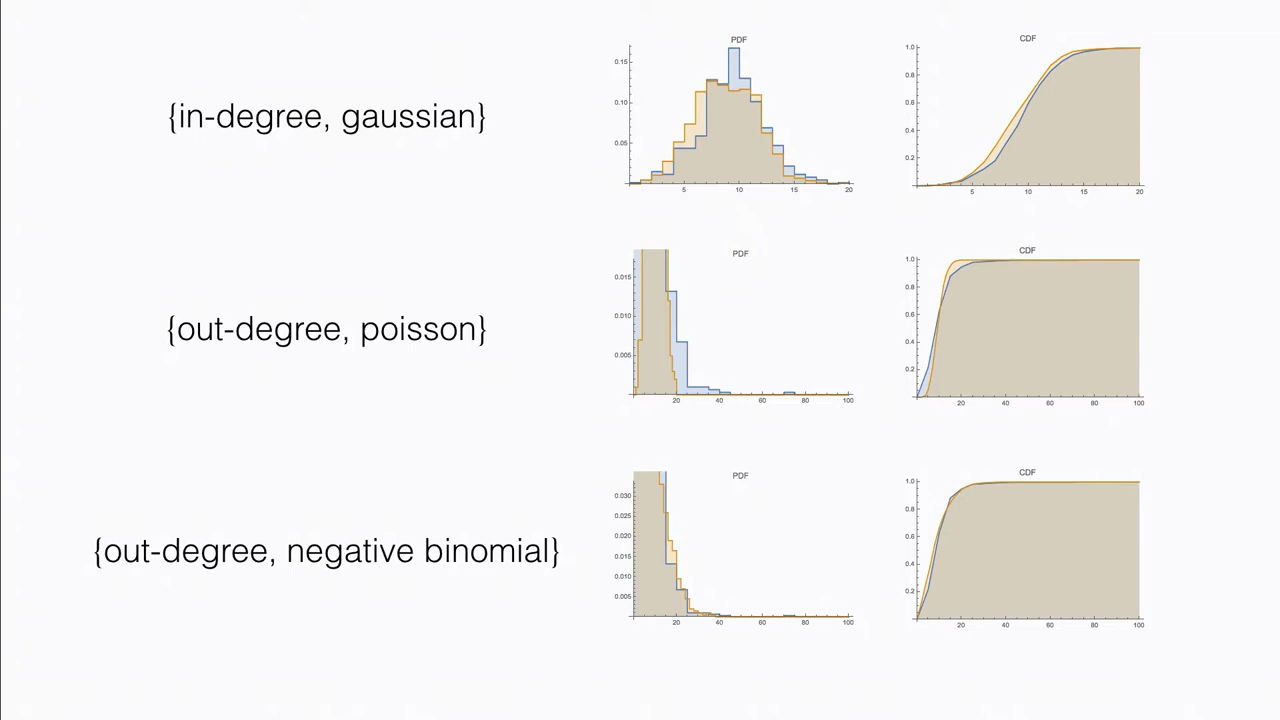 {in-degree, gaussian}
PDF
0.15
0.10
0.05
5 10 15 20
CDF
1.0
0.8
0.6
0.4
0.2
5 10 15 20
{out-degree, poisson}
PDF
0.015
0.010
0.005
20 40 60 80 100
CDF
1.0
0.8
0.6
0.4
0.2
20 40 60 80 100
{out-degree, negative binomial}
PDF
0.030
0.025
0.020
0.015
0.010
0.005
20 40 60 80 100
CDF
1.0
0.8
0.6
0.4
0.2
20 40 60 80 100